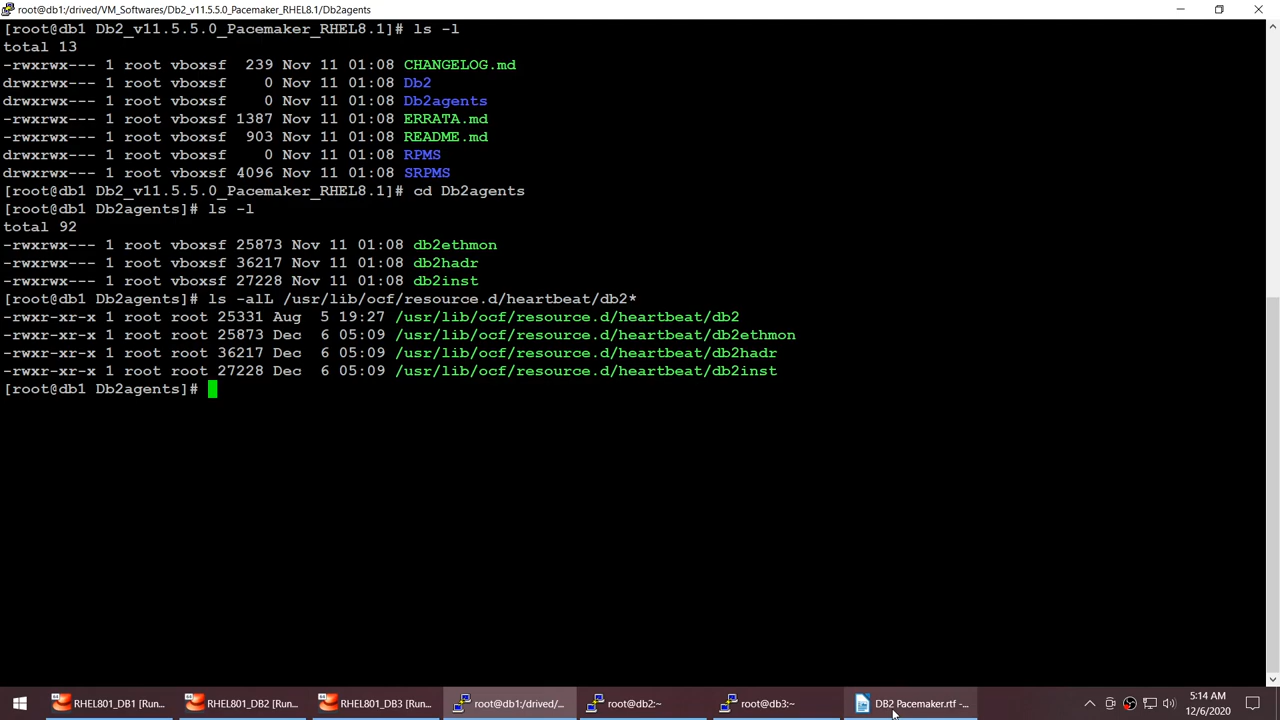 root@db1:/drived/VM_Softwares/Db2_v11.5.5.0_Pacemaker_RHEL8.1/Db2agents
[root@db1 Db2_v11.5.5.0_Pacemaker_RHEL8.1]# ls -l
total 13
-rwxrwx--- 1 root vboxsf  239 Nov 11 01:08 CHANGELOG.md
drwxrwx--- 1 root vboxsf    0 Nov 11 01:08 Db2
drwxrwx--- 1 root vboxsf    0 Nov 11 01:08 Db2agents
-rwxrwx--- 1 root vboxsf 1387 Nov 11 01:08 ERRATA.md
-rwxrwx--- 1 root vboxsf  903 Nov 11 01:08 README.md
drwxrwx--- 1 root vboxsf    0 Nov 11 01:08 RPMS
drwxrwx--- 1 root vboxsf 4096 Nov 11 01:08 SRPMS
[root@db1 Db2_v11.5.5.0_Pacemaker_RHEL8.1]# cd Db2agents
[root@db1 Db2agents]# ls -l
total 92
-rwxrwx--- 1 root vboxsf 25873 Nov 11 01:08 db2ethmon
-rwxrwx--- 1 root vboxsf 36217 Nov 11 01:08 db2hadr
-rwxrwx--- 1 root vboxsf 27228 Nov 11 01:08 db2inst
[root@db1 Db2agents]# ls -alL /usr/lib/ocf/resource.d/heartbeat/db2*
-rwxr-xr-x 1 root root 25331 Aug  5 19:27 /usr/lib/ocf/resource.d/heartbeat/db2
-rwxr-xr-x 1 root root 25873 Dec  6 05:09 /usr/lib/ocf/resource.d/heartbeat/db2ethmon
-rwxr-xr-x 1 root root 36217 Dec  6 05:09 /usr/lib/ocf/resource.d/heartbeat/db2hadr
-rwxr-xr-x 1 root root 27228 Dec  6 05:09 /usr/lib/ocf/resource.d/heartbeat/db2inst
[root@db1 Db2agents]#
RHEL801_DB1 [Run... RHEL801_DB2 [Run... RHEL801_DB3 [Run... root@db1:/drived/... root@db2:~ root@db3:~ DB2 Pacemaker.rtf -...
5:14 AM
12/6/2020